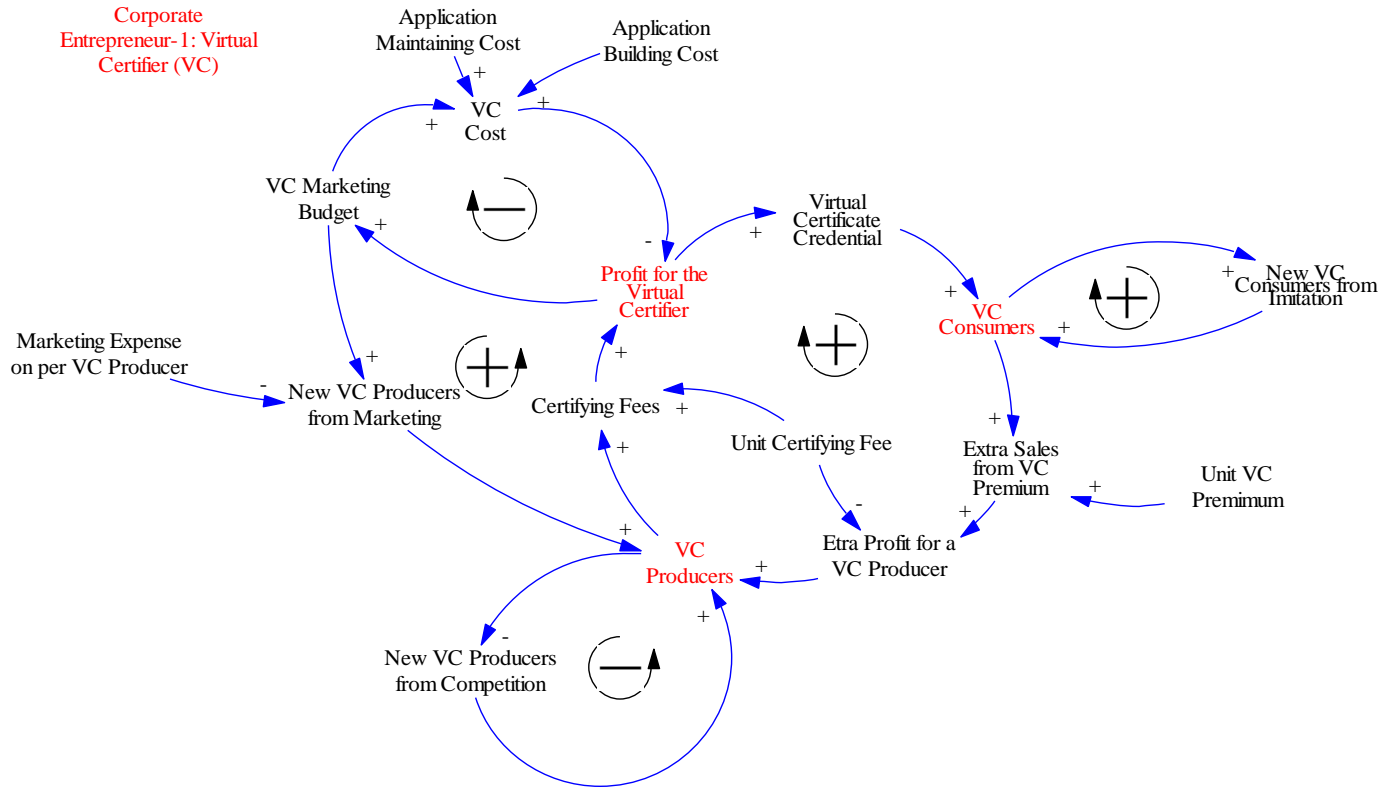 Corporate
Entrepreneur-1: Virtual
Certifier (VC)
Application
Maintaining Cost
Application
Building Cost
+
+
VC
Cost
+
VC Marketing
Budget
+
-
Virtual
Certificate
Credential
+
Profit for the
Virtual
Certifier
+
VC
Consumers
+
New VC
Consumers from
Imitation
+
Marketing Expense
on per VC Producer
-
+
New VC Producers
from Marketing
+
Certifying Fees
+
+
Unit Certifying Fee
+
Extra Sales
from VC
Premium
+
Unit VC
Premimum
-
+
Etra Profit for a
VC Producer
+
+
VC
Producers
+
-
New VC Producers
from Competition